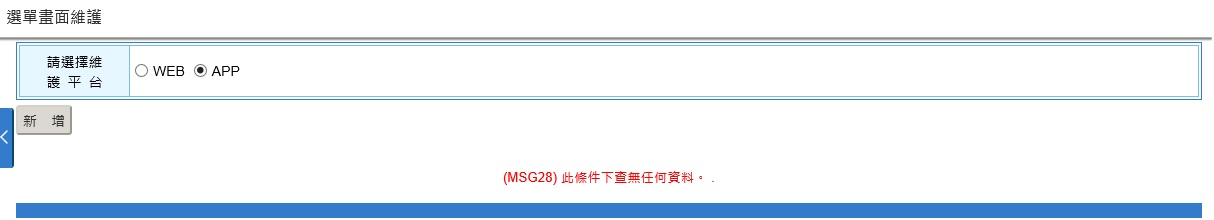 選單畫面維護
請選擇維
護 平 台
WEB APP
新 增
(MSG28) 此條件下查無任何資料。 .